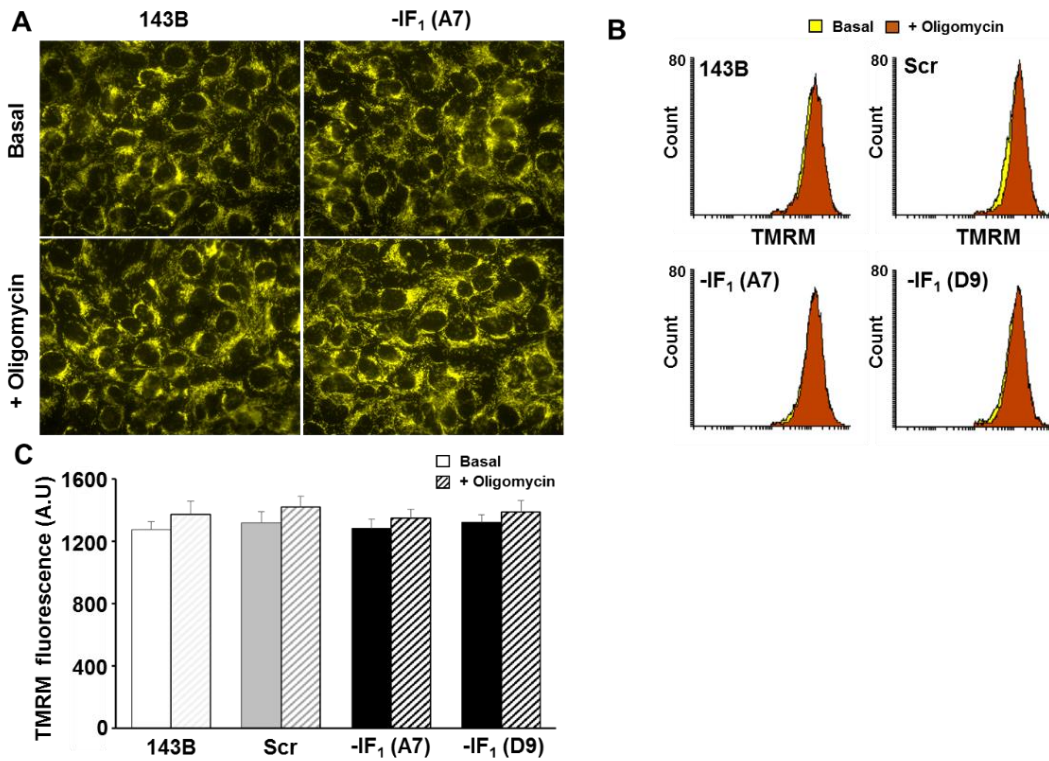 A
143B
-IF₁ (A7)
Basal
+ Oligomycin
B
Basal
+ Oligomycin
80
143B
Count
TMRM
80
Scr
Count
TMRM
80
-IF₁ (A7)
Count
80
-IF₁ (D9)
Count
C
Basal
+ Oligomycin
TMRM fluorescence (A.U)
1600
1200
800
400
0
143B
Scr
-IF₁ (A7)
-IF₁ (D9)